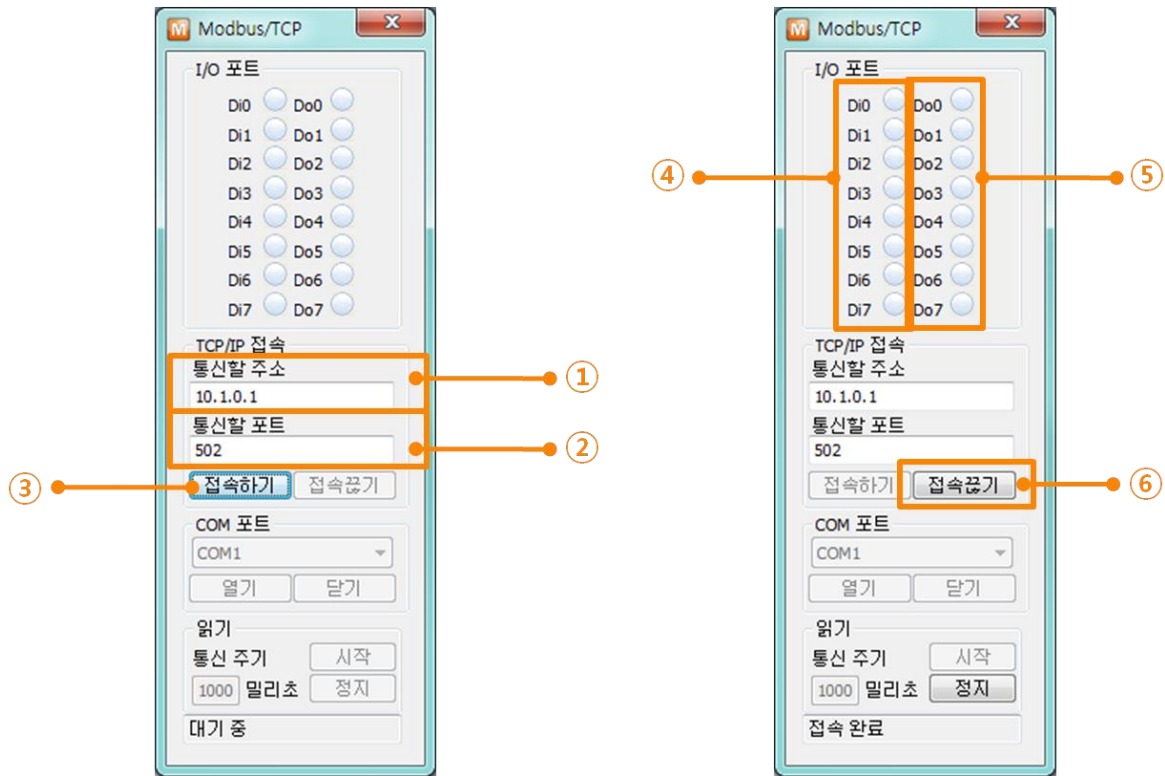 Modbus/TCP
I/O 포트
Di0 Do0
Di1 Do1
Di2 Do2
Di3 Do3
Di4 Do4
Di5 Do5
Di6 Do6
Di7 Do7
TCP/IP 접속
통신할 주소
10.1.0.1
①
통신할 포트
502
②
③
접속하기 접속끊기
COM 포트
COM1
열기 닫기
읽기
통신 주기 시작
1000 밀리초 정지
대기 중
Modbus/TCP
I/O 포트
Di0 Do0
Di1 Do1
Di2 Do2
④
⑤
Di3 Do3
Di4 Do4
Di5 Do5
Di6 Do6
Di7 Do7
TCP/IP 접속
통신할 주소
10.1.0.1
통신할 포트
502
접속하기 접속끊기
⑥
COM 포트
COM1
열기 닫기
읽기
통신 주기 시작
1000 밀리초 정지
접속 완료